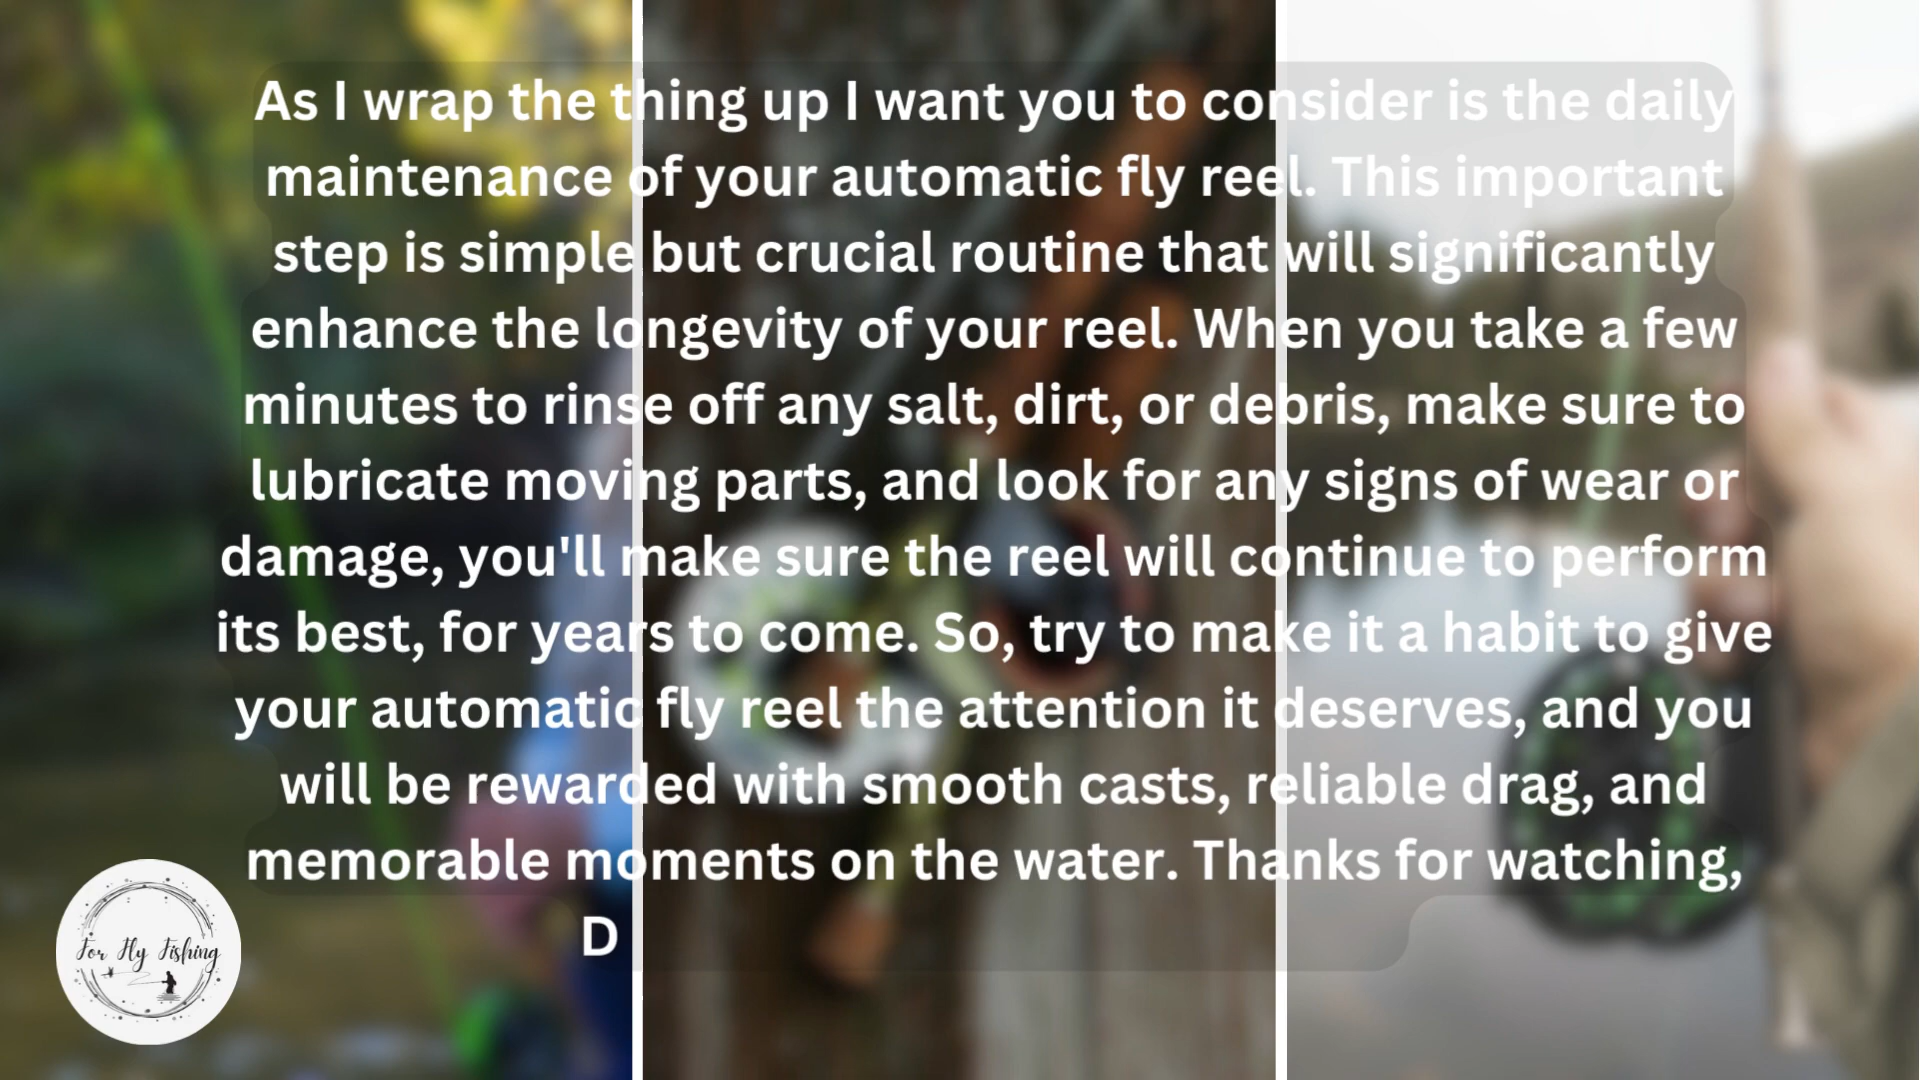 As I wrap the thing up I want you to consider is the daily
maintenance of your automatic fly reel. This important
step is simple but crucial routine that will significantly
enhance the longevity of your reel. When you take a few
minutes to rinse off any salt, dirt, or debris, make sure to
lubricate moving parts, and look for any signs of wear or
damage, you'll make sure the reel will continue to perform
its best, for years to come. So, try to make it a habit to give
your automatic fly reel the attention it deserves, and you
will be rewarded with smooth casts, reliable drag, and
memorable moments on the water. Thanks for watching,
D
For Fly Fishing